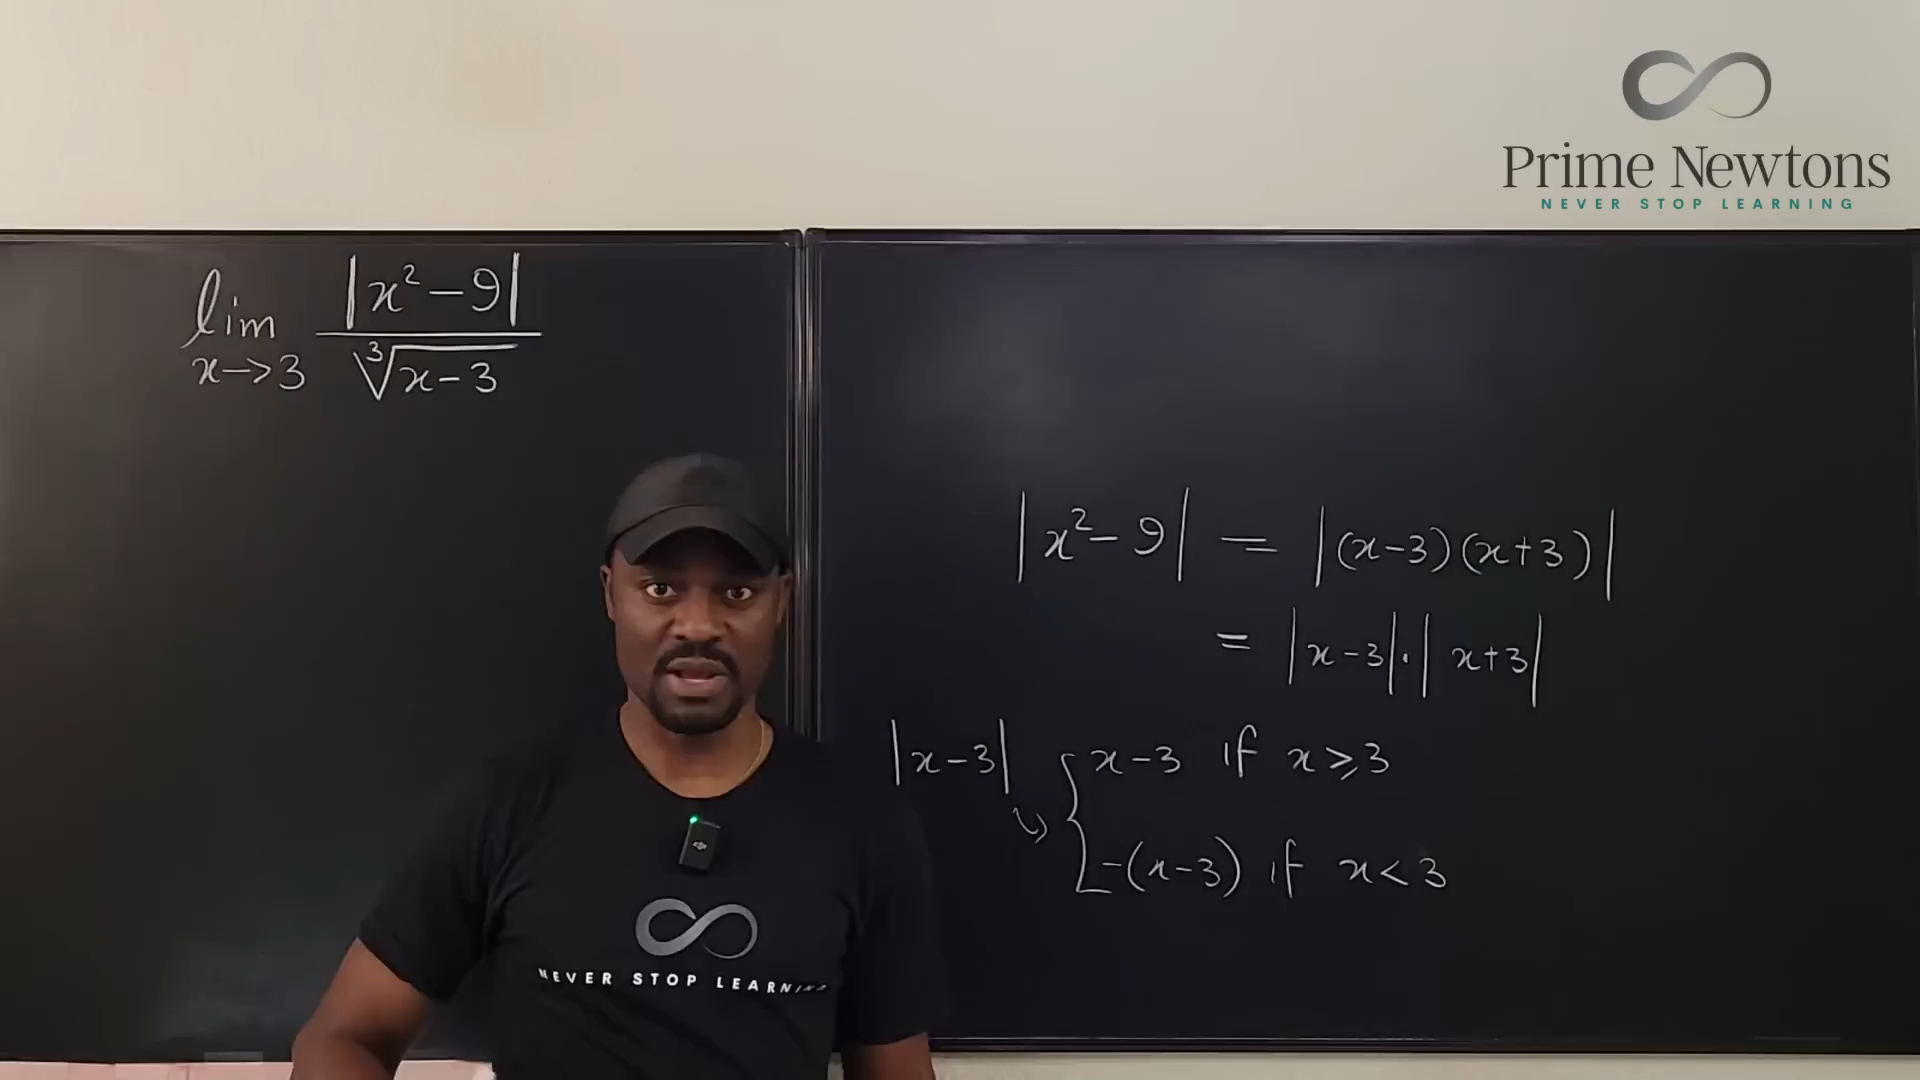 Prime Newtons
NEVER STOP LEARNING
lim x→3 |x²-9| / ∛(x-3)
|x²-9| = |(x-3)(x+3)|
= |x-3|·|x+3|
|x-3| ↳ { x-3 if x⩾3
-(x-3) if x<3
NEVER STOP LEARNING